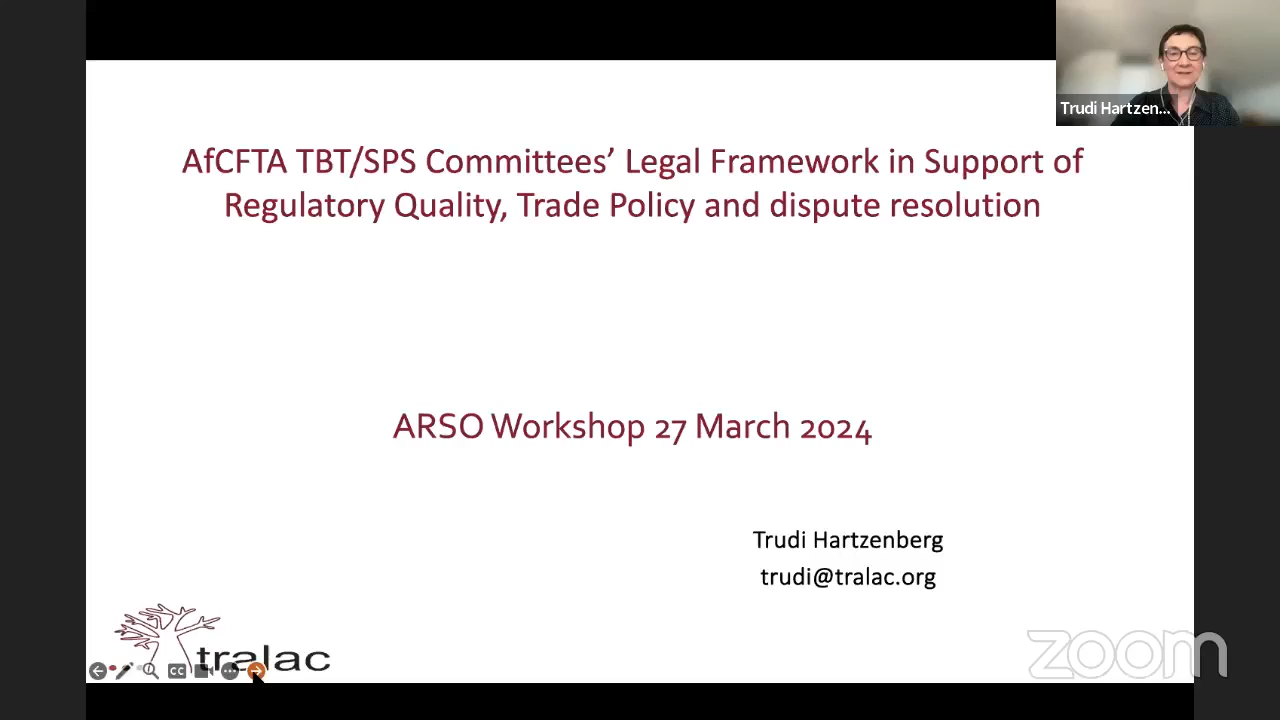 Trudi Hartzen...
AfCFTA TBT/SPS Committees’ Legal Framework in Support of
Regulatory Quality, Trade Policy and dispute resolution
ARSO Workshop 27 March 2024
Trudi Hartzenberg
trudi@tralac.org
tralac
CC
zoom